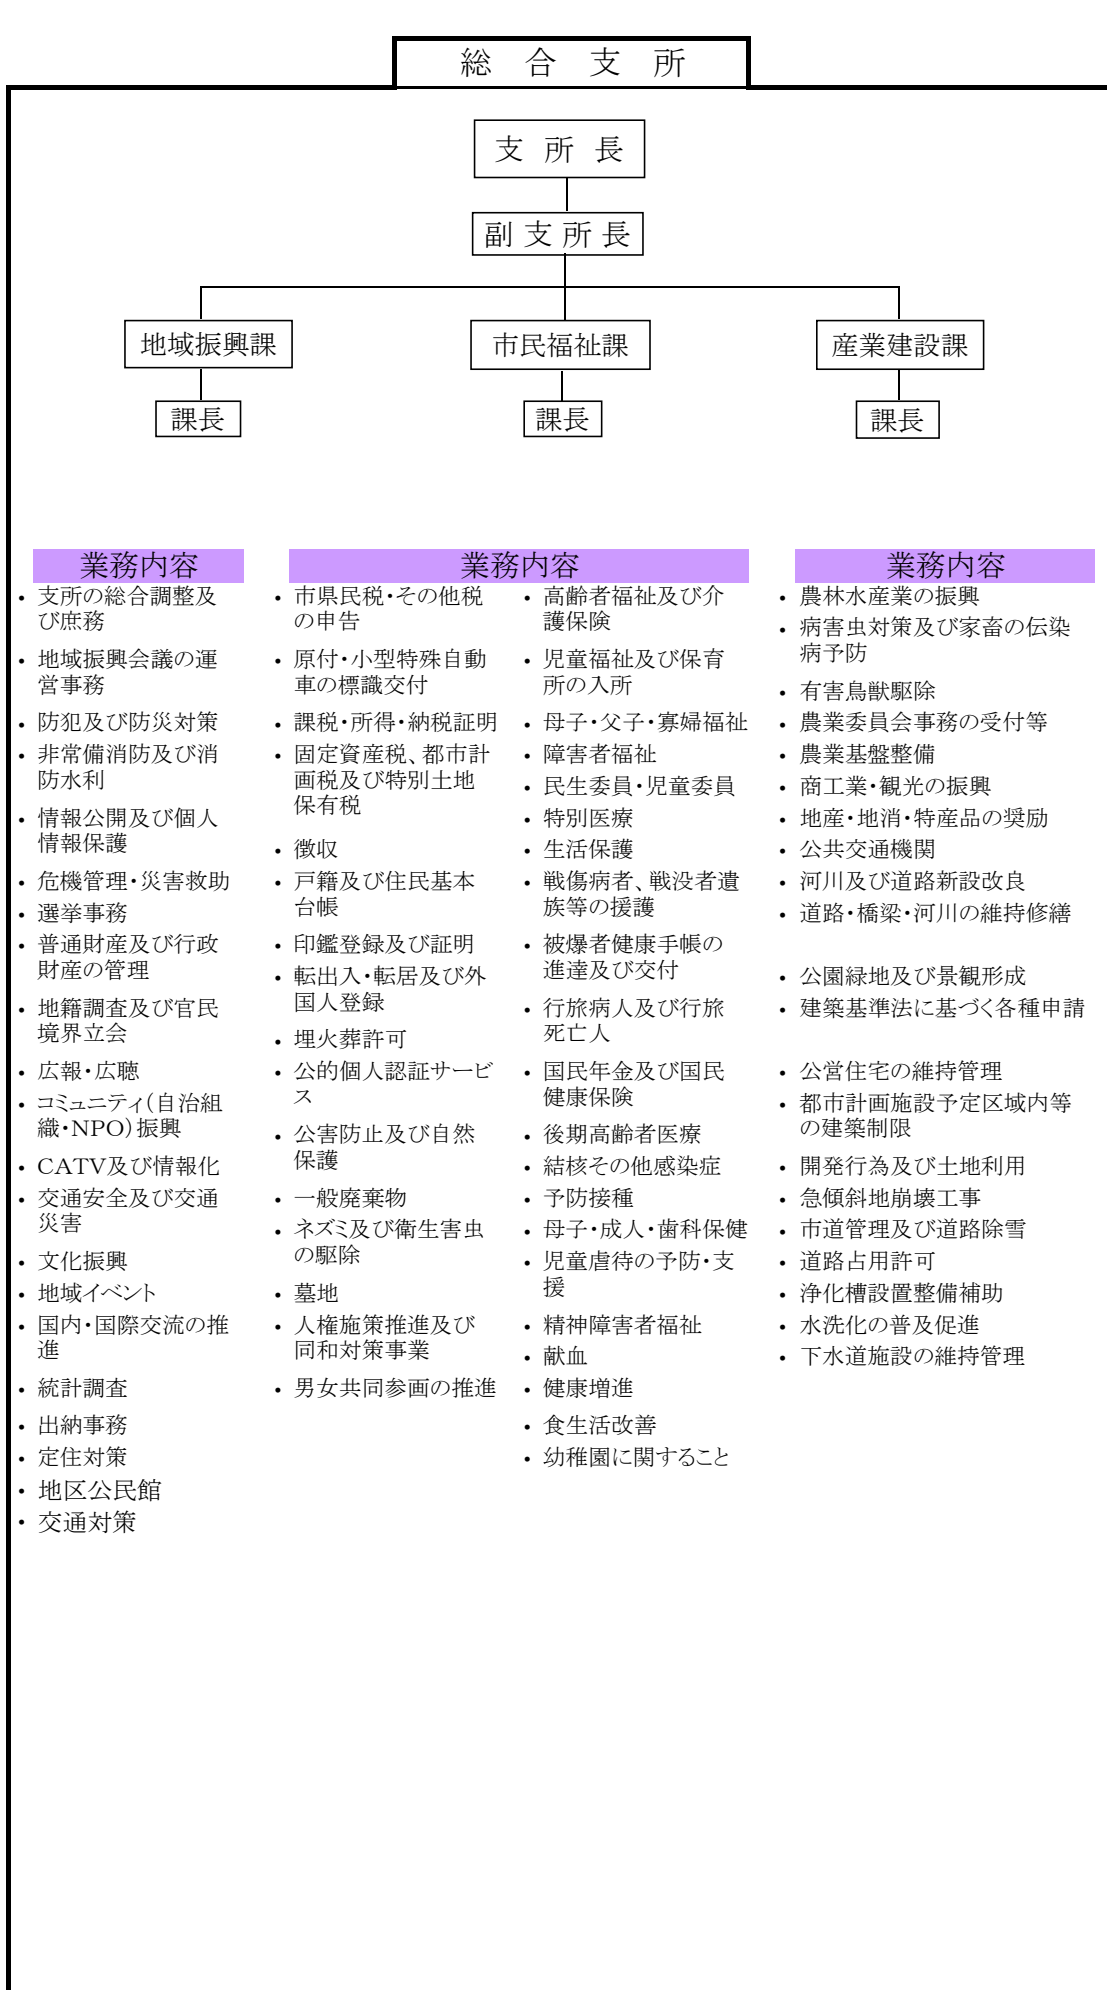 総合支所
支所長
副支所長
地域振興課
市民福祉課
産業建設課
課長
課長
課長
業務内容
・支所の総合調整及
び庶務
・地域振興会議の運
営事務
・防犯及び防災対策
・非常備消防及び消
防水利
・情報公開及び個人
情報保護
・危機管理・災害救助
・選挙事務
・普通財産及び行政
財産の管理
・地籍調査及び官民
境界立会
・広報・広聴
・コミュニティ(自治組
織・NPO)振興
・CATV及び情報化
・交通安全及び交通
災害
・文化振興
・地域イベント
・国内・国際交流の推
進
・統計調査
・出納事務
・定住対策
・地区公民館
・交通対策
業務内容
・市県民税・その他税
の申告
・原付・小型特殊自動
車の標識交付
・課税・所得・納税証明
・固定資産税、都市計
画税及び特別土地
保有税
・徴収
・戸籍及び住民基本
台帳
・印鑑登録及び証明
・転出入・転居及び外
国人登録
・埋火葬許可
・公的個人認証サービ
ス
・公害防止及び自然
保護
・一般廃棄物
・ネズミ及び衛生害虫
の駆除
・墓地
・人権施策推進及び
同和対策事業
・男女共同参画の推進
・高齢者福祉及び介
護保険
・児童福祉及び保育
所の入所
・母子・父子・寡婦福祉
・障害者福祉
・民生委員・児童委員
・特別医療
・生活保護
・戦傷病者、戦没者遺
族等の援護
・被爆者健康手帳の
進達及び交付
・行旅病人及び行旅
死亡人
・国民年金及び国民
健康保険
・後期高齢者医療
・結核その他感染症
・予防接種
・母子・成人・歯科保健
・児童虐待の予防・支
援
・精神障害者福祉
・献血
・健康増進
・食生活改善
・幼稚園に関すること
業務内容
・農林水産業の振興
・病害虫対策及び家畜の伝染
病予防
・有害鳥獣駆除
・農業委員会事務の受付等
・農業基盤整備
・商工業・観光の振興
・地産・地消・特産品の奨励
・公共交通機関
・河川及び道路新設改良
・道路・橋梁・河川の維持修繕
・公園緑地及び景観形成
・建築基準法に基づく各種申請
・公営住宅の維持管理
・都市計画施設予定区域内等
の建築制限
・開発行為及び土地利用
・急傾斜地崩壊工事
・市道管理及び道路除雪
・道路占用許可
・浄化槽設置整備補助
・水洗化の普及促進
・下水道施設の維持管理